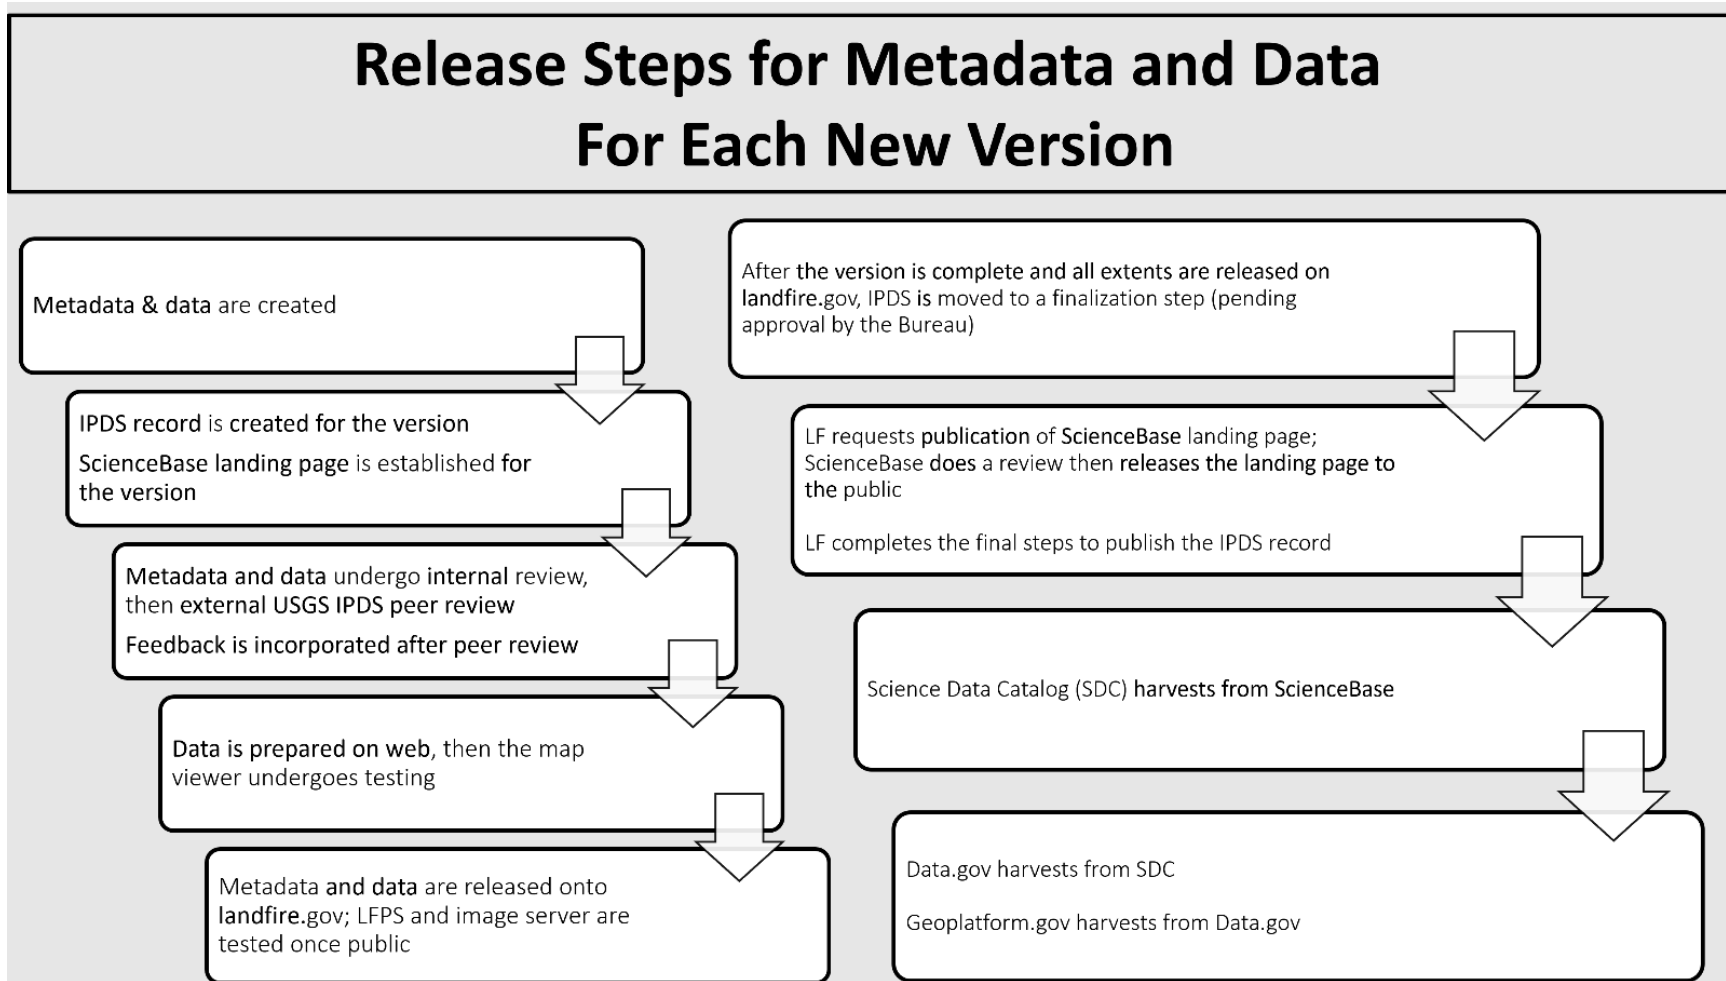 Release Steps for Metadata and Data
For Each New Version
Metadata & data are created
IPDS record is created for the version
ScienceBase landing page is established for
the version
Metadata and data undergo internal review,
then external USGS IPDS peer review
Feedback is incorporated after peer review
Data is prepared on web, then the map
viewer undergoes testing
Metadata and data are released onto
landfire.gov; LFPS and image server are
tested once public
After the version is complete and all extents are released on
landfire.gov, IPDS is moved to a finalization step (pending
approval by the Bureau)
LF requests publication of ScienceBase landing page;
ScienceBase does a review then releases the landing page to
the public
LF completes the final steps to publish the IPDS record
Science Data Catalog (SDC) harvests from ScienceBase
Data.gov harvests from SDC
Geoplatform.gov harvests from Data.gov